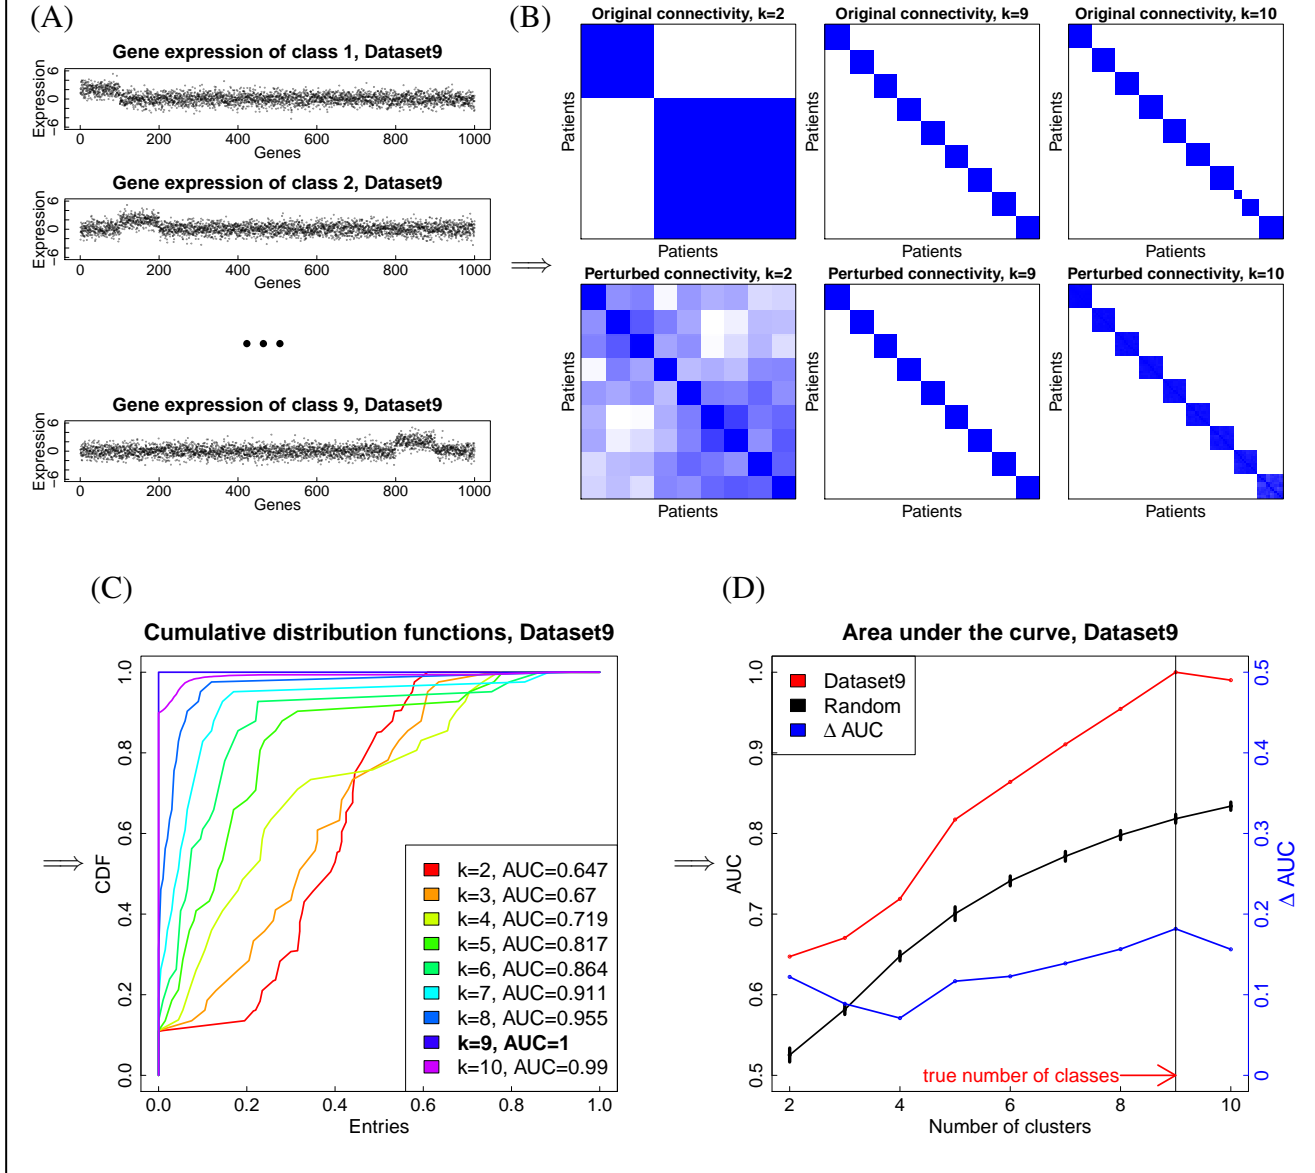 (A)
Gene expression of class 1, Dataset9
Expression
6
0
−6
0 200 400 600 800 1000
Genes
Gene expression of class 2, Dataset9
Expression
6
0
−6
0 200 400 600 800 1000
Genes
• • •
Gene expression of class 9, Dataset9
Expression
6
0
−6
0 200 400 600 800 1000
Genes
⇒
(B)
Original connectivity, k=2
Patients
Patients
Original connectivity, k=9
Patients
Patients
Original connectivity, k=10
Patients
Patients
Perturbed connectivity, k=2
Patients
Patients
Perturbed connectivity, k=9
Patients
Patients
Perturbed connectivity, k=10
Patients
Patients
⇒
(C)
Cumulative distribution functions, Dataset9
CDF
1.0
0.8
0.6
0.4
0.2
0.0
k=2, AUC=0.647
k=3, AUC=0.67
k=4, AUC=0.719
k=5, AUC=0.817
k=6, AUC=0.864
k=7, AUC=0.911
k=8, AUC=0.955
k=9, AUC=1
k=10, AUC=0.99
0.0 0.2 0.4 0.6 0.8 1.0
Entries
⇒
(D)
Area under the curve, Dataset9
AUC
1.0
0.9
0.8
0.7
0.6
0.5
Dataset9
Random
Δ AUC
true number of classes
0.5
0.4
0.3
0.2
0.1
0
Δ AUC
2 4 6 8 10
Number of clusters